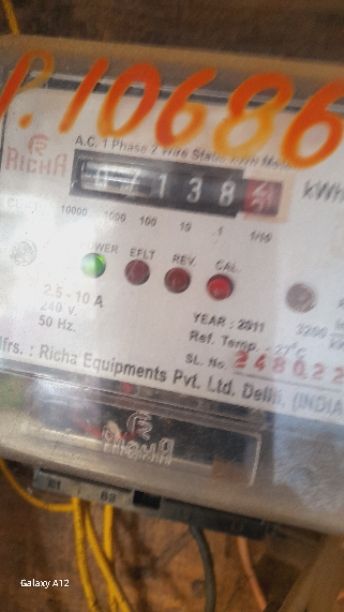 P.10686
A.C. 1 Phase 2 Wire Static kWh Meter
RICHA
07138
kWh
10000 1000 100 10 1 1/10
POWER EFLT REV. CAL.
2.5 - 10 A
240 V.
50 Hz.
YEAR : 2011
3200
Ref. Temp. - 27°C
SL. No. 248022
Mfrs. : Richa Equipments Pvt. Ltd. Delhi, (INDIA
RICHA
Galaxy A12